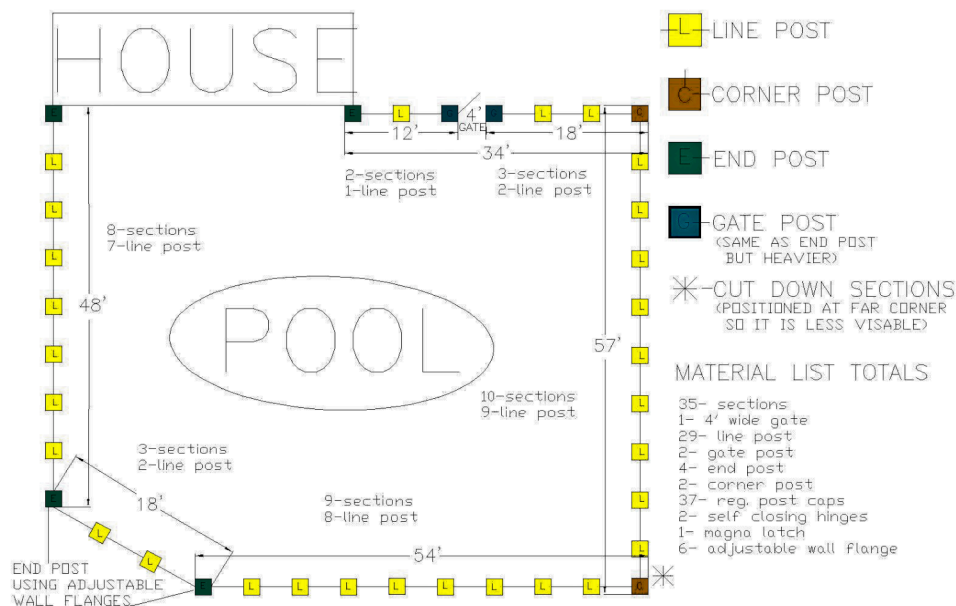 HOUSE
E
E
L
G
4'
GATE
G
L
L
C
12'
18'
34'
2-sections
1-line post
3-sections
2-line post
L
L
L
L
L
L
L
E
8-sections
7-line post
48'
POOL
57'
10-sections
9-line post
L
L
L
L
L
L
L
L
L
3-sections
2-line post
18'
L
L
9-sections
8-line post
54'
END POST
USING ADJUSTABLE
WALL FLANGES
E
L
L
L
L
L
L
L
L
C
L LINE POST
C CORNER POST
E END POST
G GATE POST
(SAME AS END POST
BUT HEAVIER)
CUT DOWN SECTIONS
(POSITIONED AT FAR CORNER
SO IT IS LESS VISABLE)
MATERIAL LIST TOTALS
35- sections
1- 4' wide gate
29- line post
2- gate post
4- end post
2- corner post
37- reg. post caps
2- self closing hinges
1- magna latch
6- adjustable wall flange